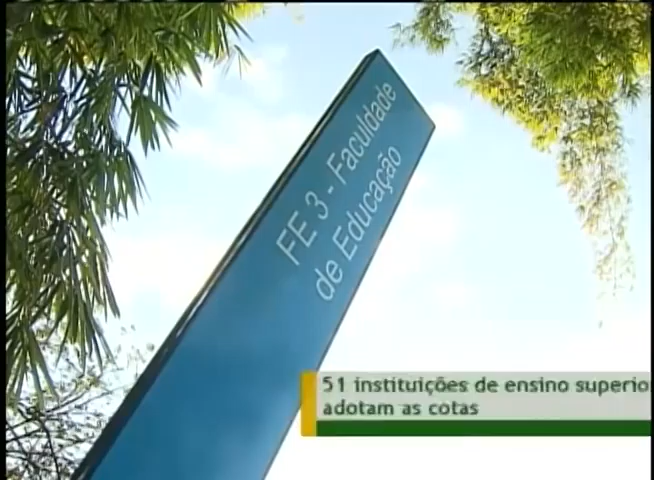 FE 3 - Faculdade
de Educação
51 instituições de ensino superio
adotam as cotas